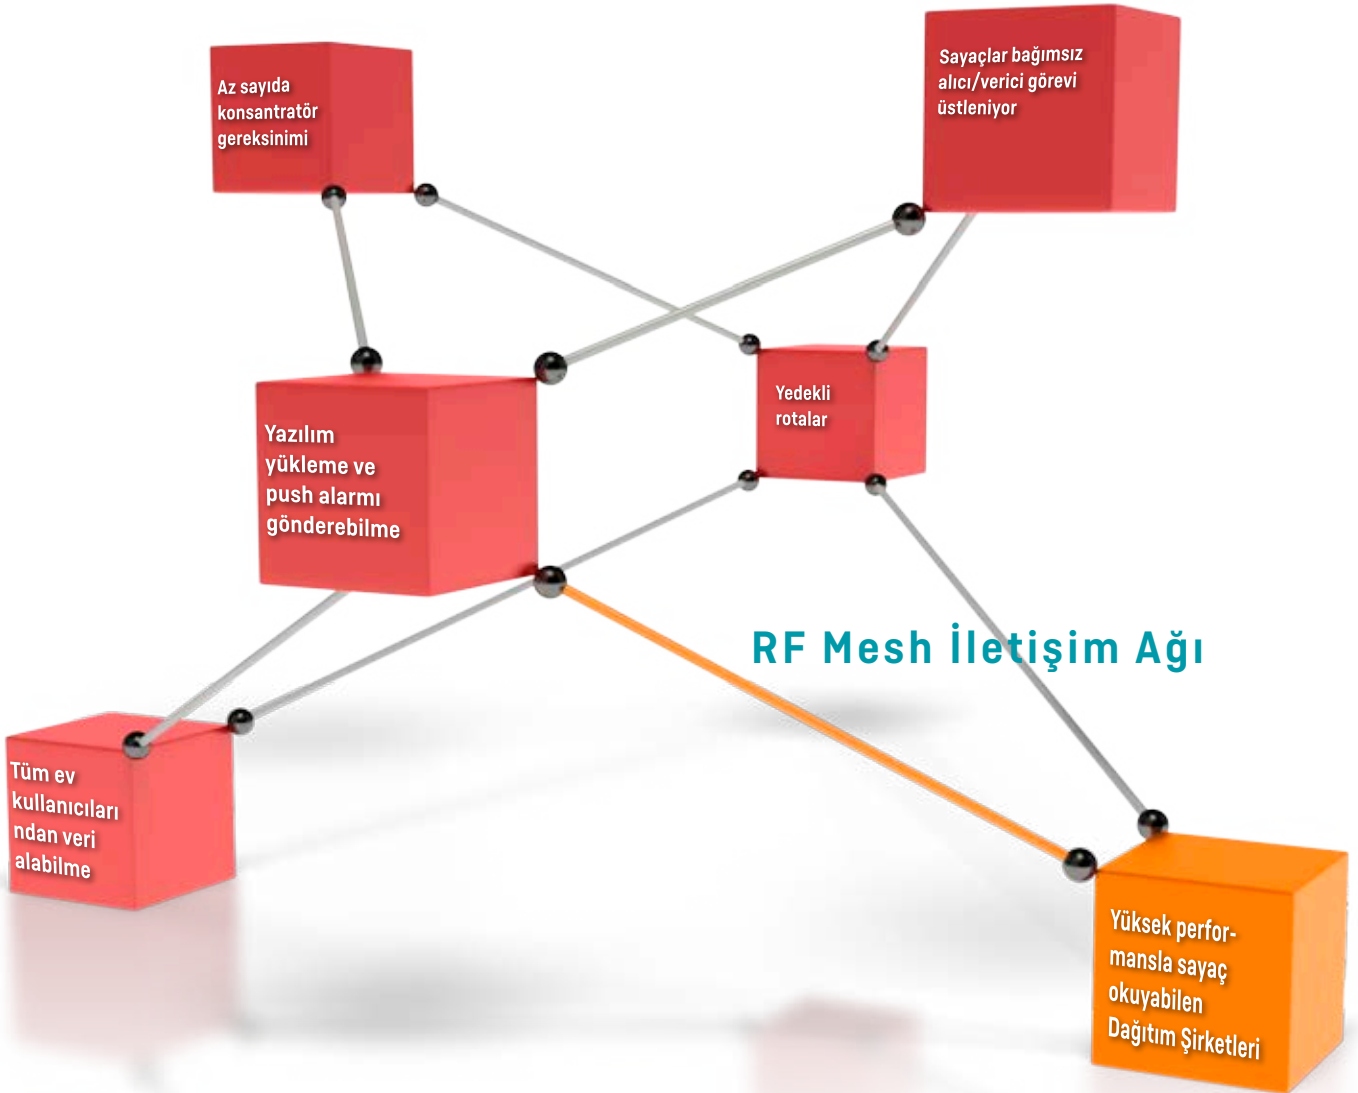 Az sayıda
konsantratör
gereksinimi
Sayaçlar bağımsız
alıcı/verici görevi
üstleniyor
Yazılım
yükleme ve
push alarmı
gönderebilme
Yedekli
rotalar
RF Mesh İletişim Ağı
Tüm ev
kullanıcıları
ndan veri
alabilme
Yüksek perfor-
mansla sayaç
okuyabilen
Dağıtım Şirketleri